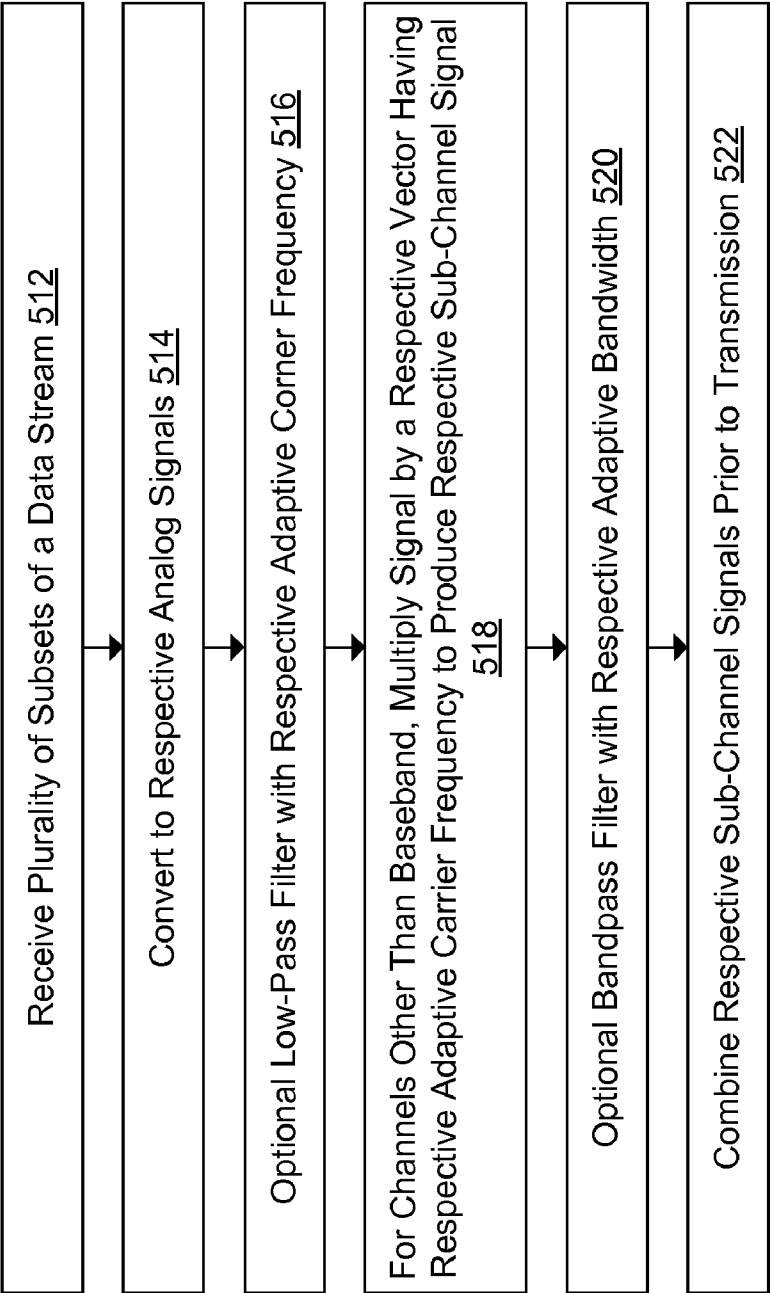 Receive Plurality of Subsets of a Data Stream 512
Convert to Respective Analog Signals 514
Optional Low-Pass Filter with Respective Adaptive Corner Frequency 516
For Channels Other Than Baseband, Multiply Signal by a Respective Vector Having
Respective Adaptive Carrier Frequency to Produce Respective Sub-Channel Signal
518
Optional Bandpass Filter with Respective Adaptive Bandwidth 520
Combine Respective Sub-Channel Signals Prior to Transmission 522